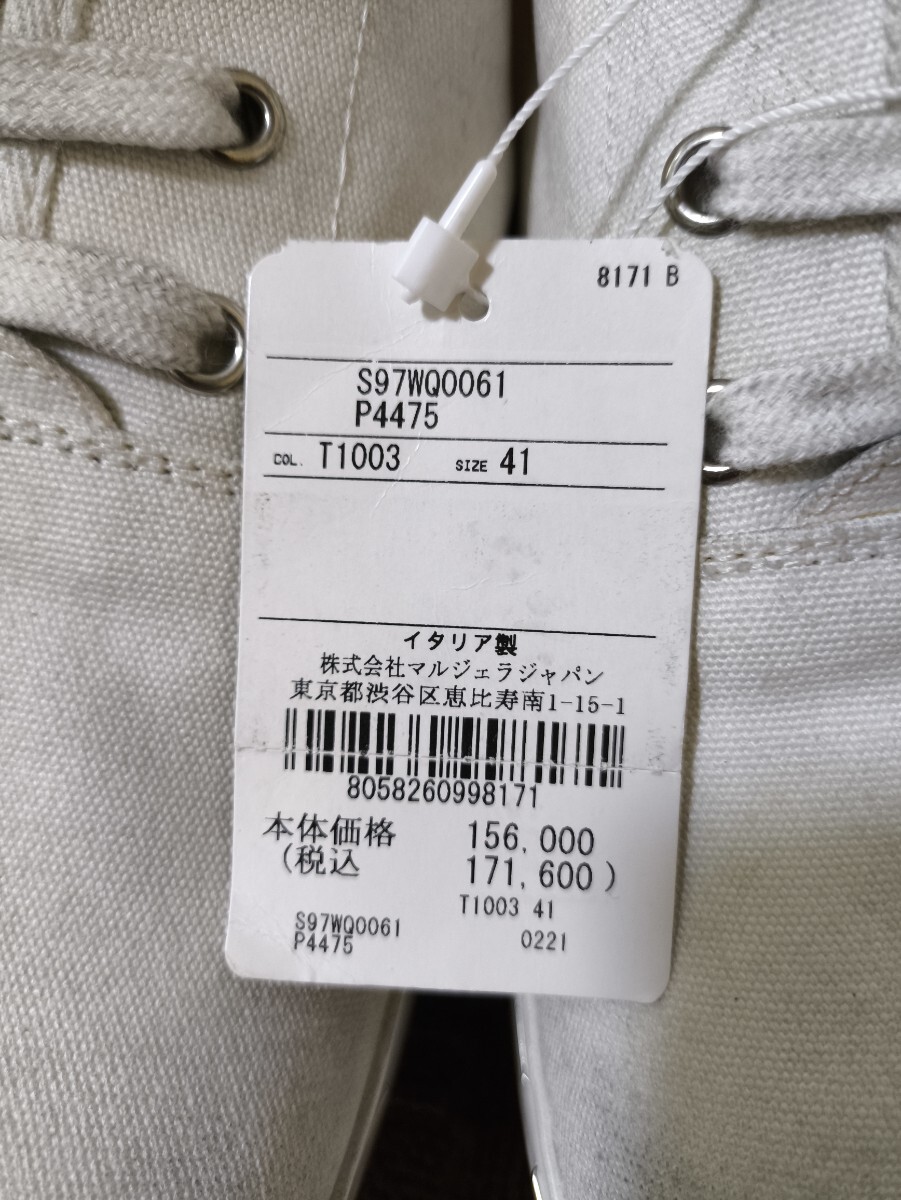 8171 B
S97WQ0061
P4475
COL. T1003 SIZE 41
イタリア製
株式会社マルジェラジャパン
東京都渋谷区恵比寿南1-15-1
8058260998171
本体価格 156,000
(税込 171,600)
T1003 41
S97WQ0061
P4475 0221